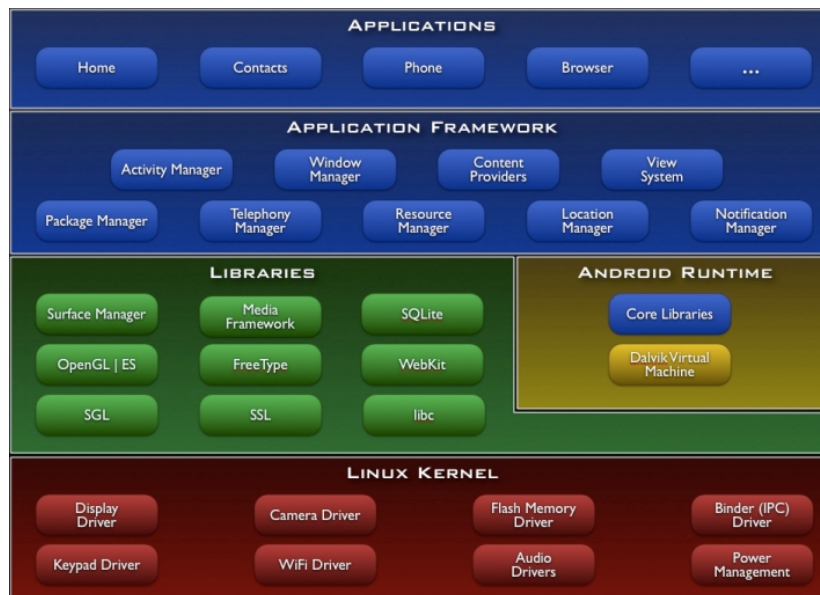 APPLICATIONS
Home
Contacts
Phone
Browser
...
APPLICATION FRAMEWORK
Activity Manager
Window
Manager
Content
Providers
View
System
Package Manager
Telephony
Manager
Resource
Manager
Location
Manager
Notification
Manager
LIBRARIES
Surface Manager
Media
Framework
SQLite
OpenGL | ES
FreeType
WebKit
SGL
SSL
libc
ANDROID RUNTIME
Core Libraries
Dalvik Virtual
Machine
LINUX KERNEL
Display
Driver
Camera Driver
Flash Memory
Driver
Binder (IPC)
Driver
Keypad Driver
WiFi Driver
Audio
Drivers
Power
Management